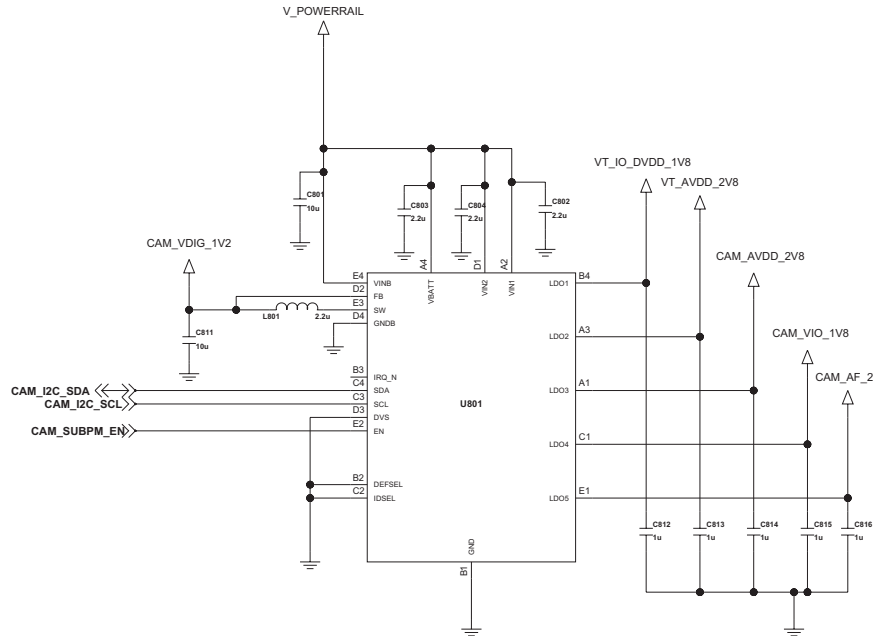 V_POWERRAIL
VT_IO_DVDD_1V8
VT_AVDD_2V8
C801
10u
C803
2.2u
C804
2.2u
C802
2.2u
CAM_VDIG_1V2
CAM_AVDD_2V8
A4
D1
A2
E4
VINB
VBATT
VIN2
VIN1
B4
LDO1
D2
FB
E3
SW
L801
2.2u
D4
GNDB
C811
10u
A3
LDO2
CAM_VIO_1V8
B3
IRQ_N
CAM_AF_2
CAM_I2C_SDA
C4
SDA
A1
LDO3
CAM_I2C_SCL
C3
SCL
U801
D3
DVS
CAM_SUBPM_EN
E2
EN
C1
LDO4
B2
DEFSEL
C2
IDSEL
E1
LDO5
C812
1u
C813
1u
C814
1u
C815
1u
C816
1u
GND
B1